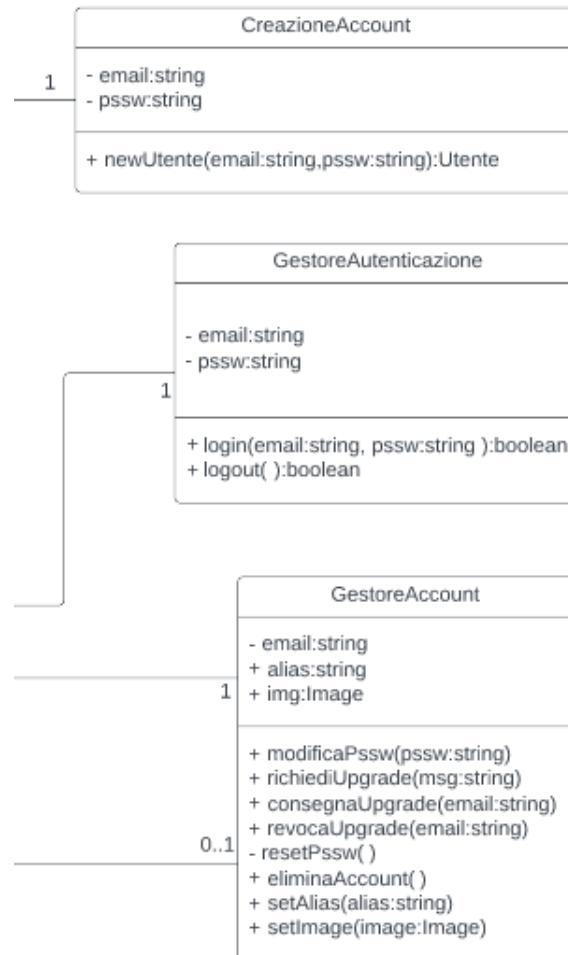 CreazioneAccount
1
- email:string
- pssw:string
+ newUtente(email:string,pssw:string):Utente
GestoreAutenticazione
- email:string
- pssw:string
1
+ login(email:string, pssw:string ):boolean
+ logout( ):boolean
GestoreAccount
- email:string
+ alias:string
+ img:Image
1
+ modificaPssw(pssw:string)
+ richiediUpgrade(msg:string)
+ consegnaUpgrade(email:string)
+ revocaUpgrade(email:string)
0..1
- resetPssw( )
+ eliminaAccount( )
+ setAlias(alias:string)
+ setImage(image:Image)